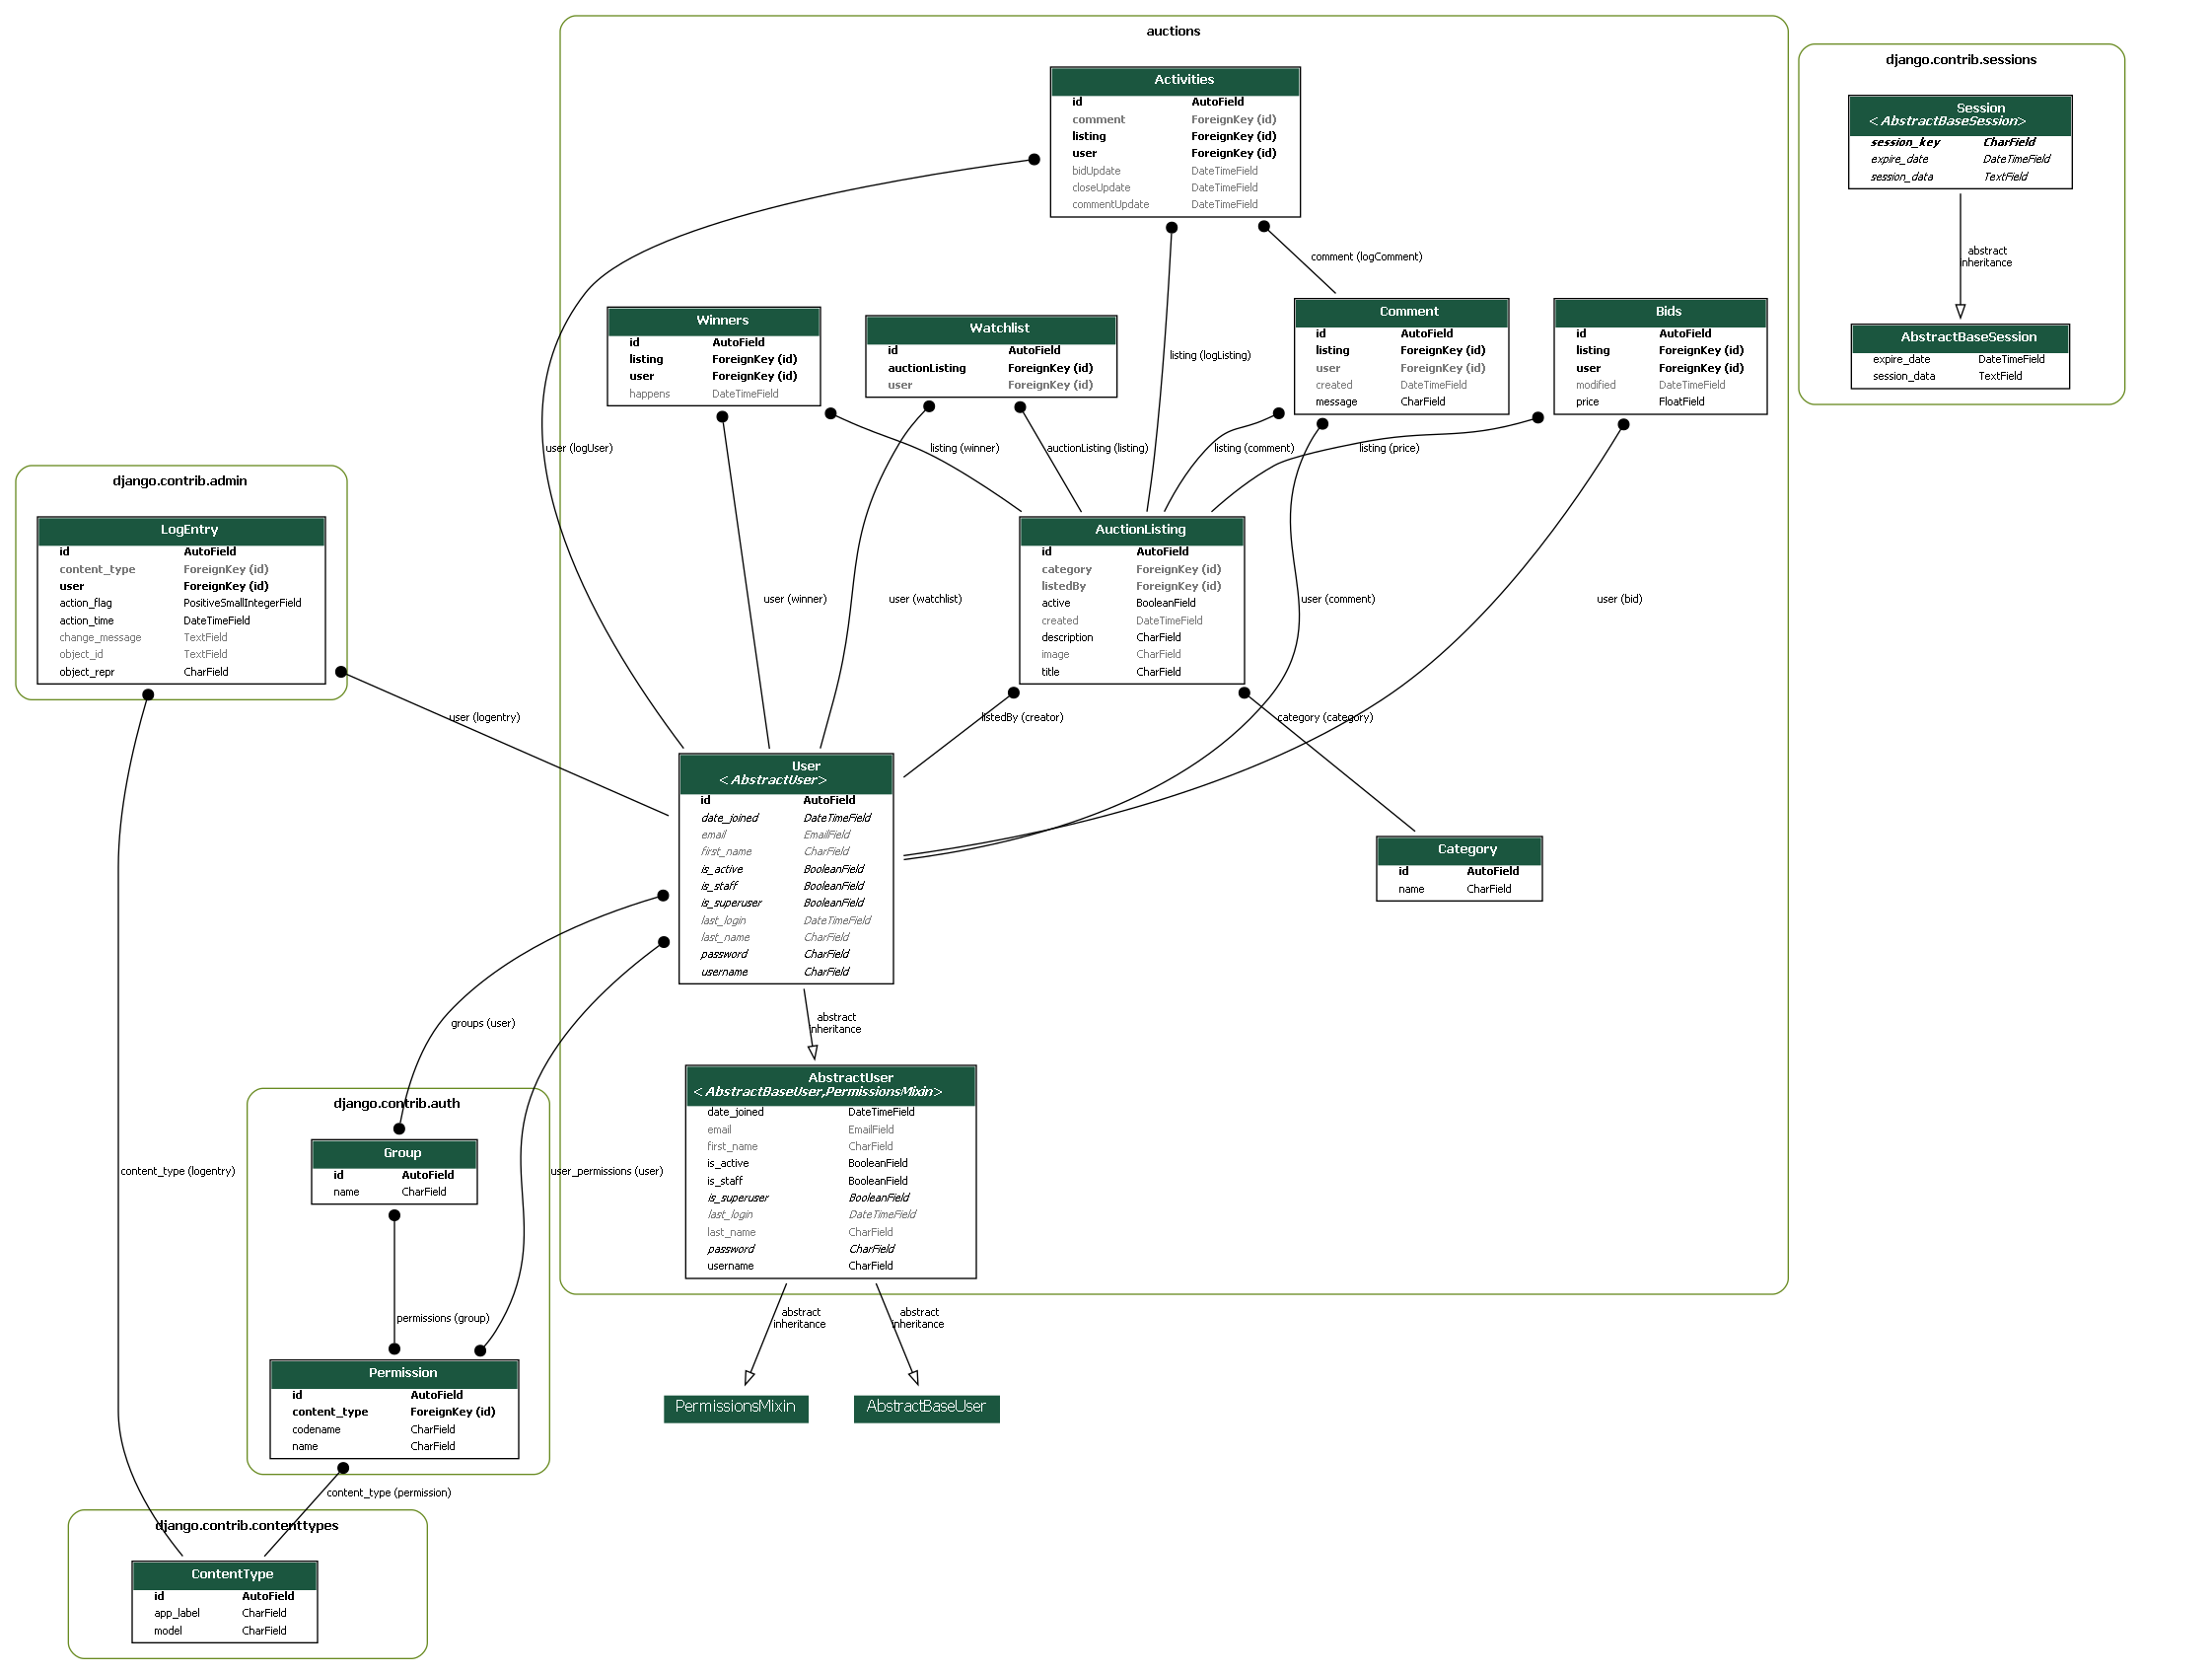 auctions
Activities
id AutoField
comment ForeignKey (id)
listing ForeignKey (id)
user ForeignKey (id)
bidUpdate DateTimeField
closeUpdate DateTimeField
commentUpdate DateTimeField
django.contrib.sessions
Session
<AbstractBaseSession>
session_key CharField
expire_date DateTimeField
session_data TextField
abstract
inheritance
AbstractBaseSession
expire_date DateTimeField
session_data TextField
comment (logComment)
Winners
id AutoField
listing ForeignKey (id)
user ForeignKey (id)
happens DateTimeField
Watchlist
id AutoField
auctionListing ForeignKey (id)
user ForeignKey (id)
listing (logListing)
Comment
id AutoField
listing ForeignKey (id)
user ForeignKey (id)
created DateTimeField
message CharField
Bids
id AutoField
listing ForeignKey (id)
user ForeignKey (id)
modified DateTimeField
price FloatField
user (logUser)
listing (winner)
auctionListing (listing)
listing (comment)
listing (price)
django.contrib.admin
LogEntry
id AutoField
content_type ForeignKey (id)
user ForeignKey (id)
action_flag PositiveSmallIntegerField
action_time DateTimeField
change_message TextField
object_id TextField
object_repr CharField
AuctionListing
id AutoField
category ForeignKey (id)
listedBy ForeignKey (id)
active BooleanField
created DateTimeField
description CharField
image CharField
title CharField
user (winner)
user (watchlist)
user (comment)
user (bid)
user (logentry)
listedBy (creator)
category (category)
User
<AbstractUser>
id AutoField
date_joined DateTimeField
email EmailField
first_name CharField
is_active BooleanField
is_staff BooleanField
is_superuser BooleanField
last_login DateTimeField
last_name CharField
password CharField
username CharField
Category
id AutoField
name CharField
groups (user)
abstract
inheritance
AbstractUser
<AbstractBaseUser,PermissionsMixin>
date_joined DateTimeField
email EmailField
first_name CharField
is_active BooleanField
is_staff BooleanField
is_superuser BooleanField
last_login DateTimeField
last_name CharField
password CharField
username CharField
django.contrib.auth
Group
id AutoField
name CharField
content_type (logentry)
user_permissions (user)
permissions (group)
abstract
inheritance
abstract
inheritance
Permission
id AutoField
content_type ForeignKey (id)
codename CharField
name CharField
PermissionsMixin
AbstractBaseUser
content_type (permission)
django.contrib.contenttypes
ContentType
id AutoField
app_label CharField
model CharField